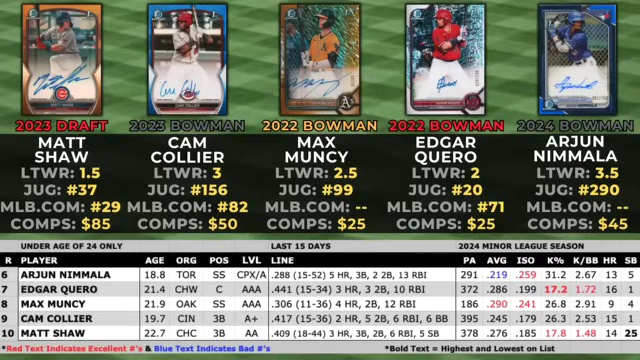 2023 DRAFT
MATT SHAW
LTWR: 1.5
JUG: #37
MLB.COM: #29
COMPS: $85
2023 BOWMAN
CAM COLLIER
LTWR: 3
JUG: #156
MLB.COM: #82
COMPS: $50
2022 BOWMAN
MAX MUNCY
LTWR: 2.5
JUG: #99
MLB.COM: --
COMPS: $25
2022 BOWMAN
EDGAR QUERO
LTWR: 2
JUG: #20
MLB.COM: #71
COMPS: $25
2024 BOWMAN
ARJUN NIMMALA
LTWR: 3.5
JUG: #290
MLB.COM: --
COMPS: $45
UNDER AGE OF 24 ONLY LAST 15 DAYS 2024 MINOR LEAGUE SEASON
R PLAYER AGE ORG POS LVL LINE PA AVG ISO K% K/BB HR SB
6 ARJUN NIMMALA 18.8 TOR SS CPX/A .288 (15-52) 5 HR, 3B, 2 2B, 13 RBI 291 .219 .259 31.2 2.67 13 5
7 EDGAR QUERO 21.4 CHW C AAA .441 (15-34) 3 HR, 3 2B, 10 RBI 372 .286 .199 17.2 1.72 16 1
8 MAX MUNCY 21.9 OAK SS AAA .306 (11-36) 4 HR, 2B, 12 RBI 186 .290 .241 26.8 2.91 9 4
9 CAM COLLIER 19.7 CIN 3B A+ .417 (15-36) 2 HR, 5 2B, 6 RBI, 6 BB 395 .253 .179 24.3 2.53 15 1
10 MATT SHAW 22.7 CHC 3B AA .409 (18-44) 3 HR, 3B, 2B, 6 RBI, 5 SB 378 .276 .185 17.8 1.48 14 25
*Red Text Indicates Excellent #'s & Blue Text Indicates Bad #'s *Bold Text = Highest and Lowest on List